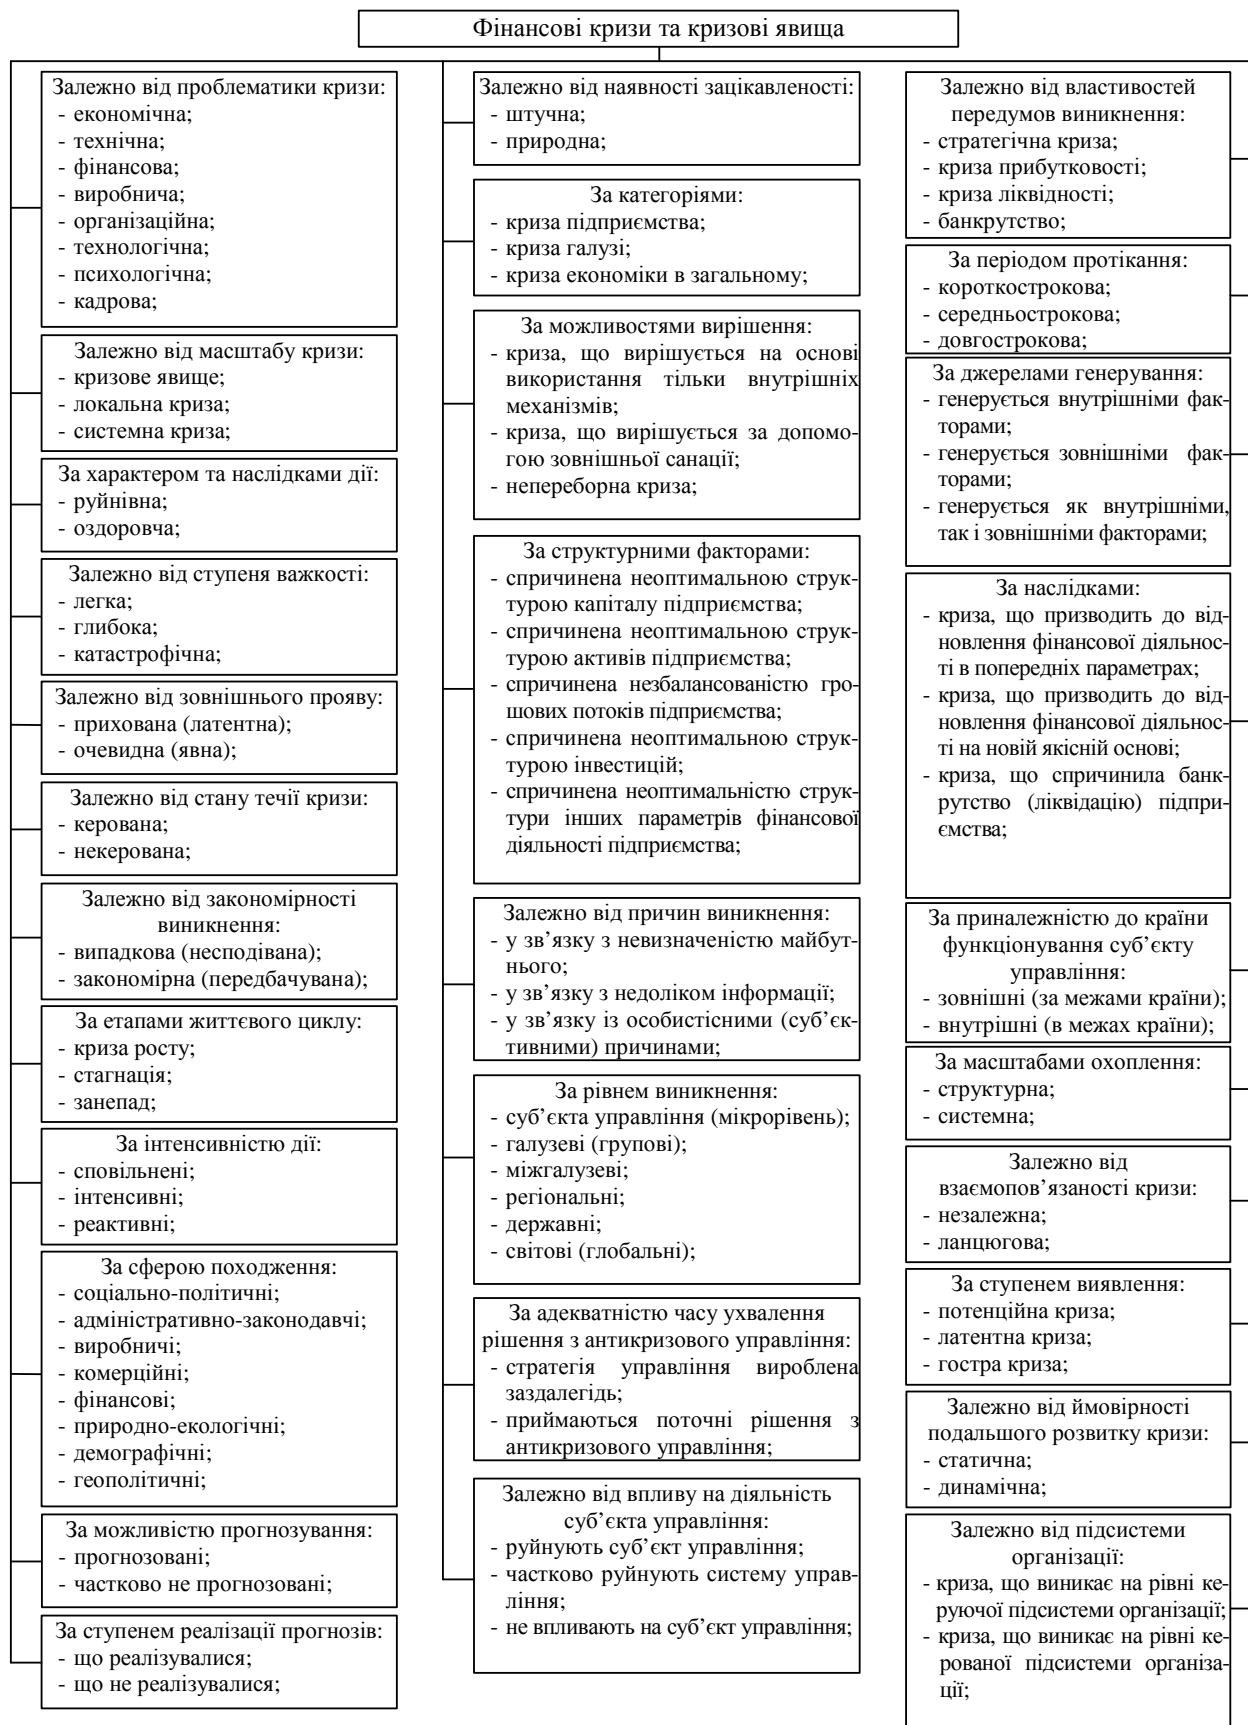 Фінансові кризи та кризові явища
Залежно від проблематики кризи:
- економічна;
- технічна;
- фінансова;
- виробнича;
- організаційна;
- технологічна;
- психологічна;
- кадрова;
Залежно від масштабу кризи:
- кризове явище;
- локальна криза;
- системна криза;
За характером та наслідками дії:
- руйнівна;
- оздоровча;
Залежно від ступеня важкості:
- легка;
- глибока;
- катастрофічна;
Залежно від зовнішнього прояву:
- прихована (латентна);
- очевидна (явна);
Залежно від стану течії кризи:
- керована;
- некерована;
Залежно від закономірності
виникнення:
- випадкова (несподівана);
- закономірна (передбачувана);
За етапами життєвого циклу:
- криза росту;
- стагнація;
- занепад;
За інтенсивністю дії:
- сповільнені;
- інтенсивні;
- реактивні;
За сферою походження:
- соціально-політичні;
- адміністративно-законодавчі;
- виробничі;
- комерційні;
- фінансові;
- природно-екологічні;
- демографічні;
- геополітичні;
За можливістю прогнозування:
- прогнозовані;
- частково не прогнозовані;
За ступенем реалізації прогнозів:
- що реалізувалися;
- що не реалізувалися;
Залежно від наявності зацікавленості:
- штучна;
- природна;
За категоріями:
- криза підприємства;
- криза галузі;
- криза економіки в загальному;
За можливостями вирішення:
- криза, що вирішується на основі
використання тільки внутрішніх
механізмів;
- криза, що вирішується за допомо-
гою зовнішньої санації;
- непереборна криза;
За структурними факторами:
- спричинена неоптимальною струк-
турою капіталу підприємства;
- спричинена неоптимальною струк-
турою активів підприємства;
- спричинена незбалансованістю гро-
шових потоків підприємства;
- спричинена неоптимальною струк-
турою інвестицій;
- спричинена неоптимальністю струк-
тури інших параметрів фінансової
діяльності підприємства;
Залежно від причин виникнення:
- у зв’язку з невизначеністю майбут-
нього;
- у зв’язку з недоліком інформації;
- у зв’язку із особистісними (суб’єк-
тивними) причинами;
За рівнем виникнення:
- суб’єкта управління (мікрорівень);
- галузеві (групові);
- міжгалузеві;
- регіональні;
- державні;
- світові (глобальні);
За адекватністю часу ухвалення
рішення з антикризового управління:
- стратегія управління вироблена
заздалегідь;
- приймаються поточні рішення з
антикризового управління;
Залежно від впливу на діяльність
суб’єкта управління:
- руйнують суб’єкт управління;
- частково руйнують систему управ-
ління;
- не впливають на суб’єкт управління;
Залежно від властивостей
передумов виникнення:
- стратегічна криза;
- криза прибутковості;
- криза ліквідності;
- банкрутство;
За періодом протікання:
- короткострокова;
- середньострокова;
- довгострокова;
За джерелами генерування:
- генерується внутрішніми фак-
торами;
- генерується зовнішніми фак-
торами;
- генерується як внутрішніми,
так і зовнішніми факторами;
За наслідками:
- криза, що призводить до від-
новлення фінансової діяльнос-
ті в попередніх параметрах;
- криза, що призводить до від-
новлення фінансової діяльнос-
ті на новій якісній основі;
- криза, що спричинила банк-
рутство (ліквідацію) підпри-
ємства;
За приналежністю до країни
функціонування суб’єкту
управління:
- зовнішні (за межами країни);
- внутрішні (в межах країни);
За масштабами охоплення:
- структурна;
- системна;
Залежно від
взаємопов’язаності кризи:
- незалежна;
- ланцюгова;
За ступенем виявлення:
- потенційна криза;
- латентна криза;
- гостра криза;
Залежно від ймовірності
подальшого розвитку кризи:
- статична;
- динамічна;
Залежно від підсистеми
організації:
- криза, що виникає на рівні ке-
руючої підсистеми організації;
- криза, що виникає на рівні ке-
рованої підсистеми організа-
ції;